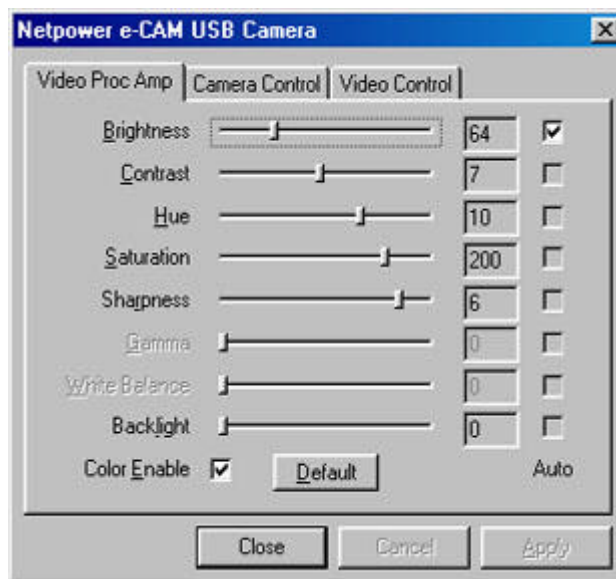 Netpower e-CAM USB Camera
Video Proc Amp Camera Control Video Control
Brightness 64
Contrast 7
Hue 10
Saturation 200
Sharpness 6
Gamma 0
White Balance 0
Backlight 0
Color Enable Default Auto
Close Cancel Apply